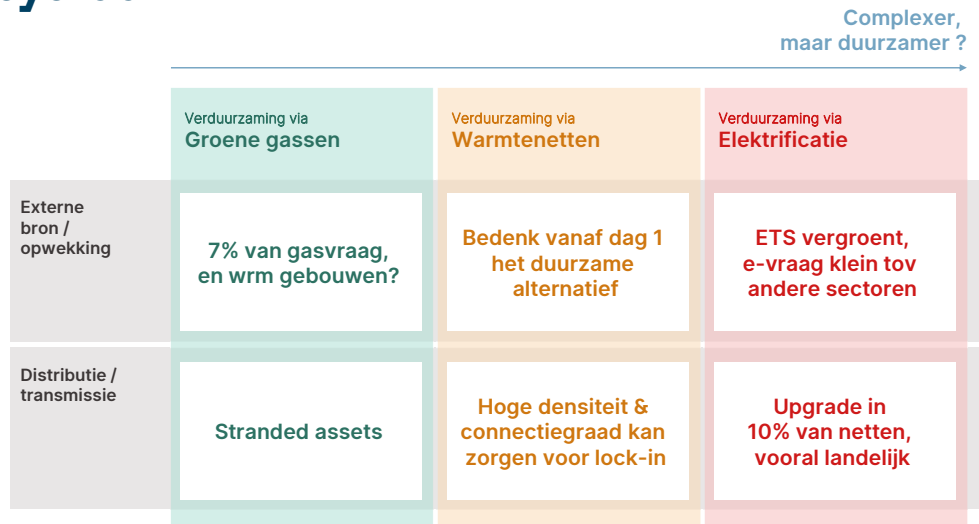 Complexer,
maar duurzamer ?
Verduurzaming via
Groene gassen
Verduurzaming via
Warmtenetten
Verduurzaming via
Elektrificatie
Externe
bron /
opwekking
7% van gasvraag,
en wrm gebouwen?
Bedenk vanaf dag 1
het duurzame
alternatief
ETS vergroent,
e-vraag klein tov
andere sectoren
Distributie /
transmissie
Stranded assets
Hoge densiteit &
connectiegraad kan
zorgen voor lock-in
Upgrade in
10% van netten,
vooral landelijk